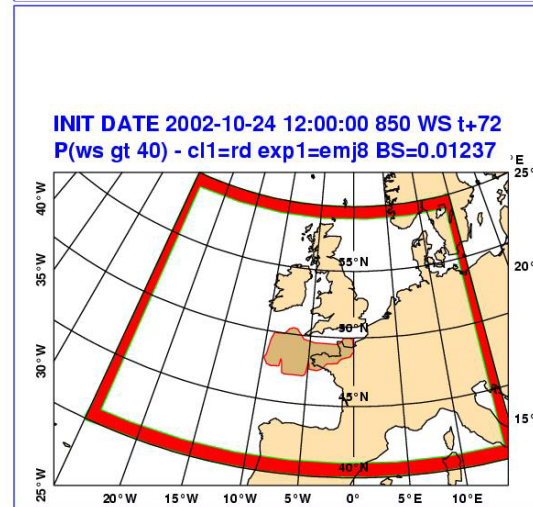 INIT DATE 2002-10-24 12:00:00 850 WS t+72
P(ws gt 40) - cl1=rd exp1=emj8 BS=0.01237
°E
25°
40°W
55°N
35°W
20°
50°N
30°W
45°N
15°
40°N
25°W
20°W 15°W 10°W 5°W 0° 5°E 10°E